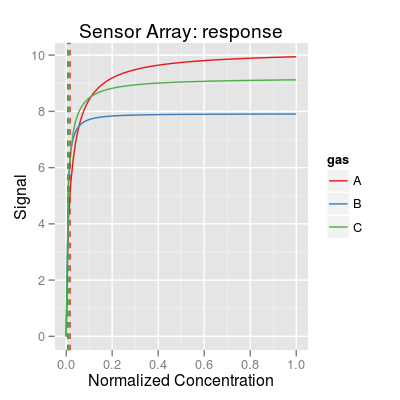 Sensor Array: response
10
8
6
4
2
0
Signal
0.0 0.2 0.4 0.6 0.8 1.0
Normalized Concentration
gas
A
B
C